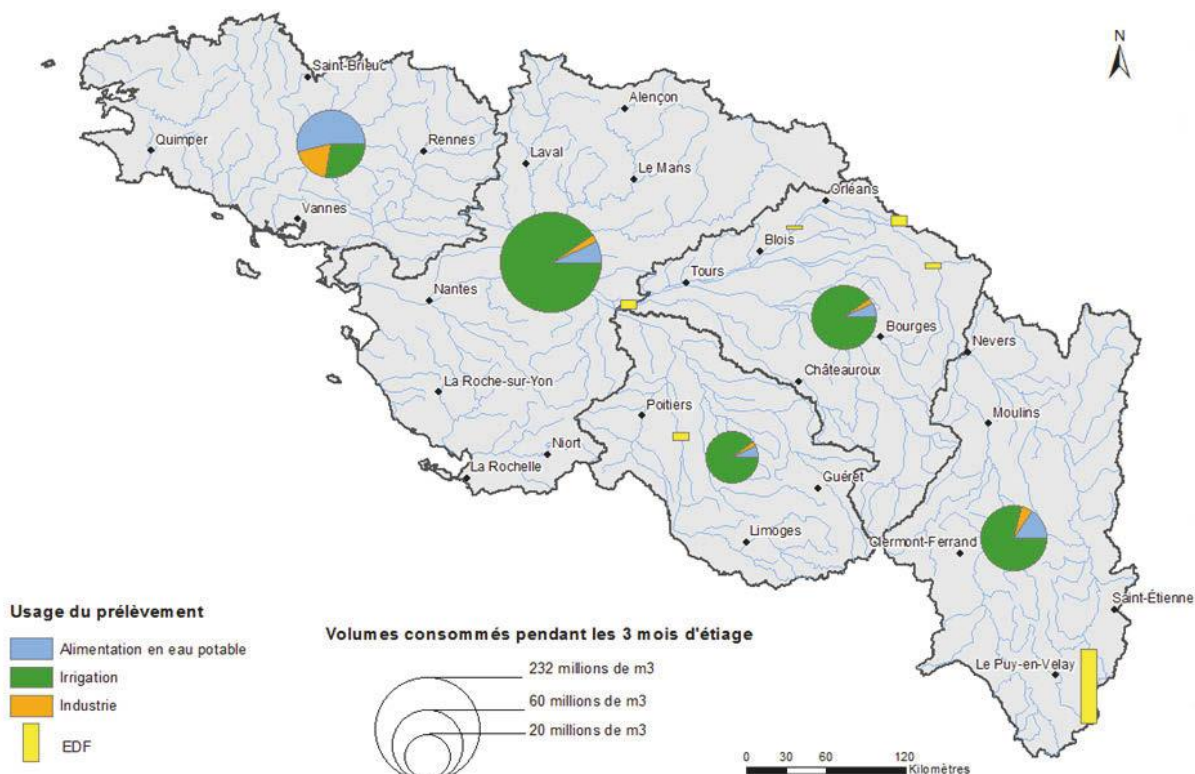 N
Saint-Brieuc
Alençon
Quimper
Rennes
Laval
Le Mans
Orléans
Vannes
Blois
Tours
Nantes
Bourges
Nevers
Châteauroux
La Roche-sur-Yon
Poitiers
Moulins
Niort
La Rochelle
Guéret
Limoges
Clermont-Ferrand
Saint-Étienne
Le Puy-en-Velay
Usage du prélèvement
Alimentation en eau potable
Irrigation
Industrie
EDF
Volumes consommés pendant les 3 mois d'étiage
232 millions de m3
60 millions de m3
20 millions de m3
0 30 60 120
Kilomètres